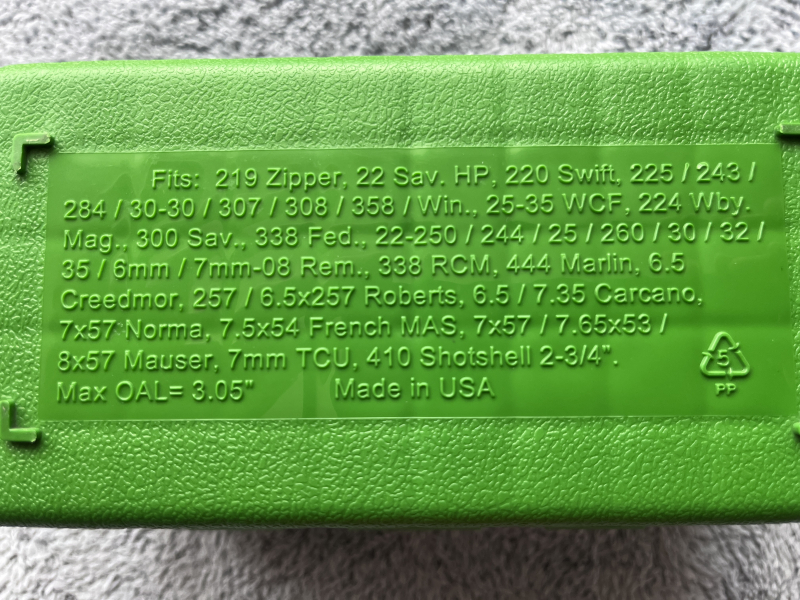 Fits: 219 Zipper, 22 Sav. HP, 220 Swift, 225 / 243 /
284 / 30-30 / 307 / 308 / 358 / Win., 25-35 WCF, 224 Wby.
Mag., 300 Sav., 338 Fed., 22-250 / 244 / 25 / 260 / 30 / 32 /
35 / 6mm / 7mm-08 Rem., 338 RCM, 444 Marlin, 6.5
Creedmor, 257 / 6.5x257 Roberts, 6.5 / 7.35 Carcano,
7x57 Norma, 7.5x54 French MAS, 7x57 / 7.65x53 /
8x57 Mauser, 7mm TCU, 410 Shotshell 2-3/4".
Max OAL= 3.05" Made in USA
5
PP